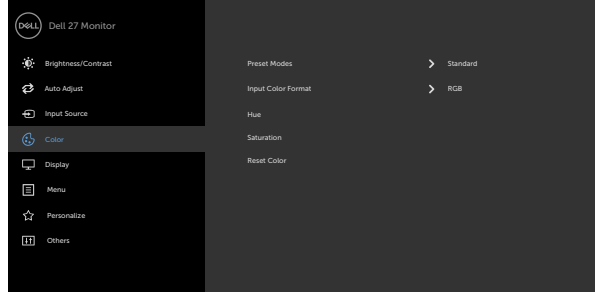 DELL Dell 27 Monitor
Brightness/Contrast
Auto Adjust
Input Source
Color
Display
Menu
Personalize
Others
Preset Modes Standard
Input Color Format RGB
Hue
Saturation
Reset Color